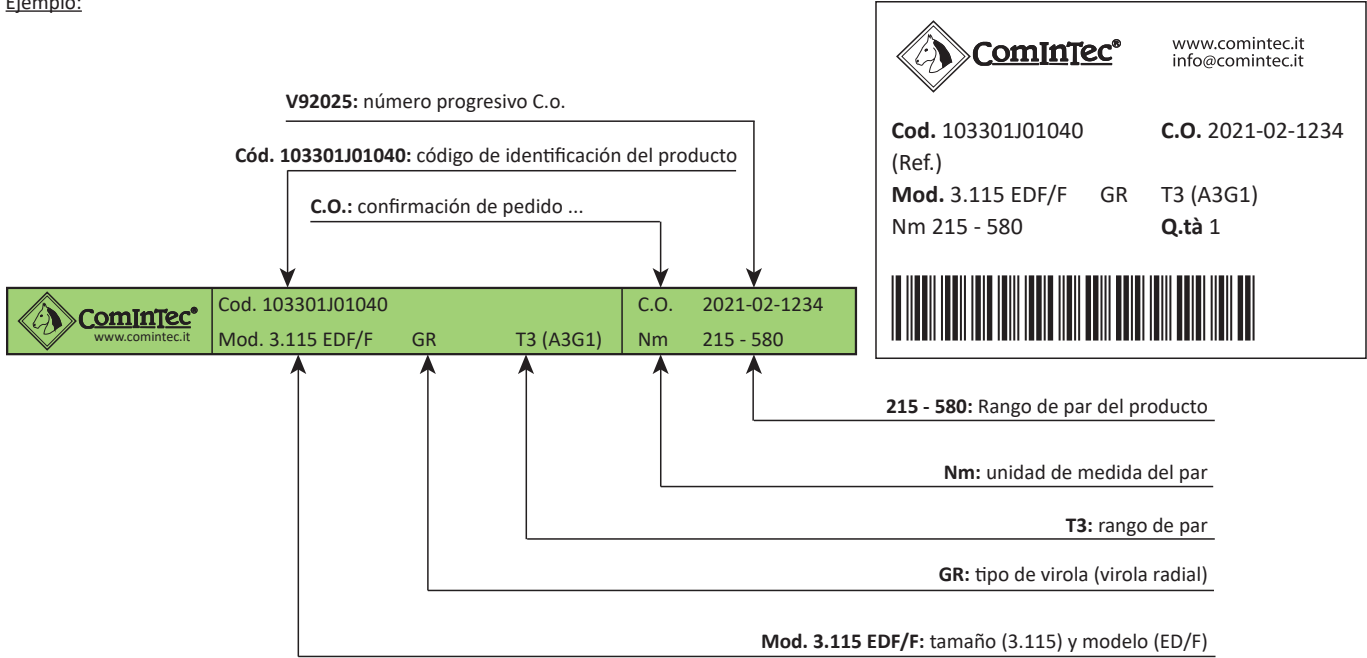 Ejemplo:
ComInTec®
www.comintec.it
info@comintec.it
Cod. 103301J01040 C.O. 2021-02-1234
(Ref.)
Mod. 3.115 EDF/F GR T3 (A3G1)
Nm 215 - 580 Q.tà 1
V92025: número progresivo C.o.
Cód. 103301J01040: código de identificación del producto
C.O.: confirmación de pedido ...
ComInTec®
www.comintec.it
Cod. 103301J01040 C.O. 2021-02-1234
Mod. 3.115 EDF/F GR T3 (A3G1) Nm 215 - 580
215 - 580: Rango de par del producto
Nm: unidad de medida del par
T3: rango de par
GR: tipo de virola (virola radial)
Mod. 3.115 EDF/F: tamaño (3.115) y modelo (ED/F)